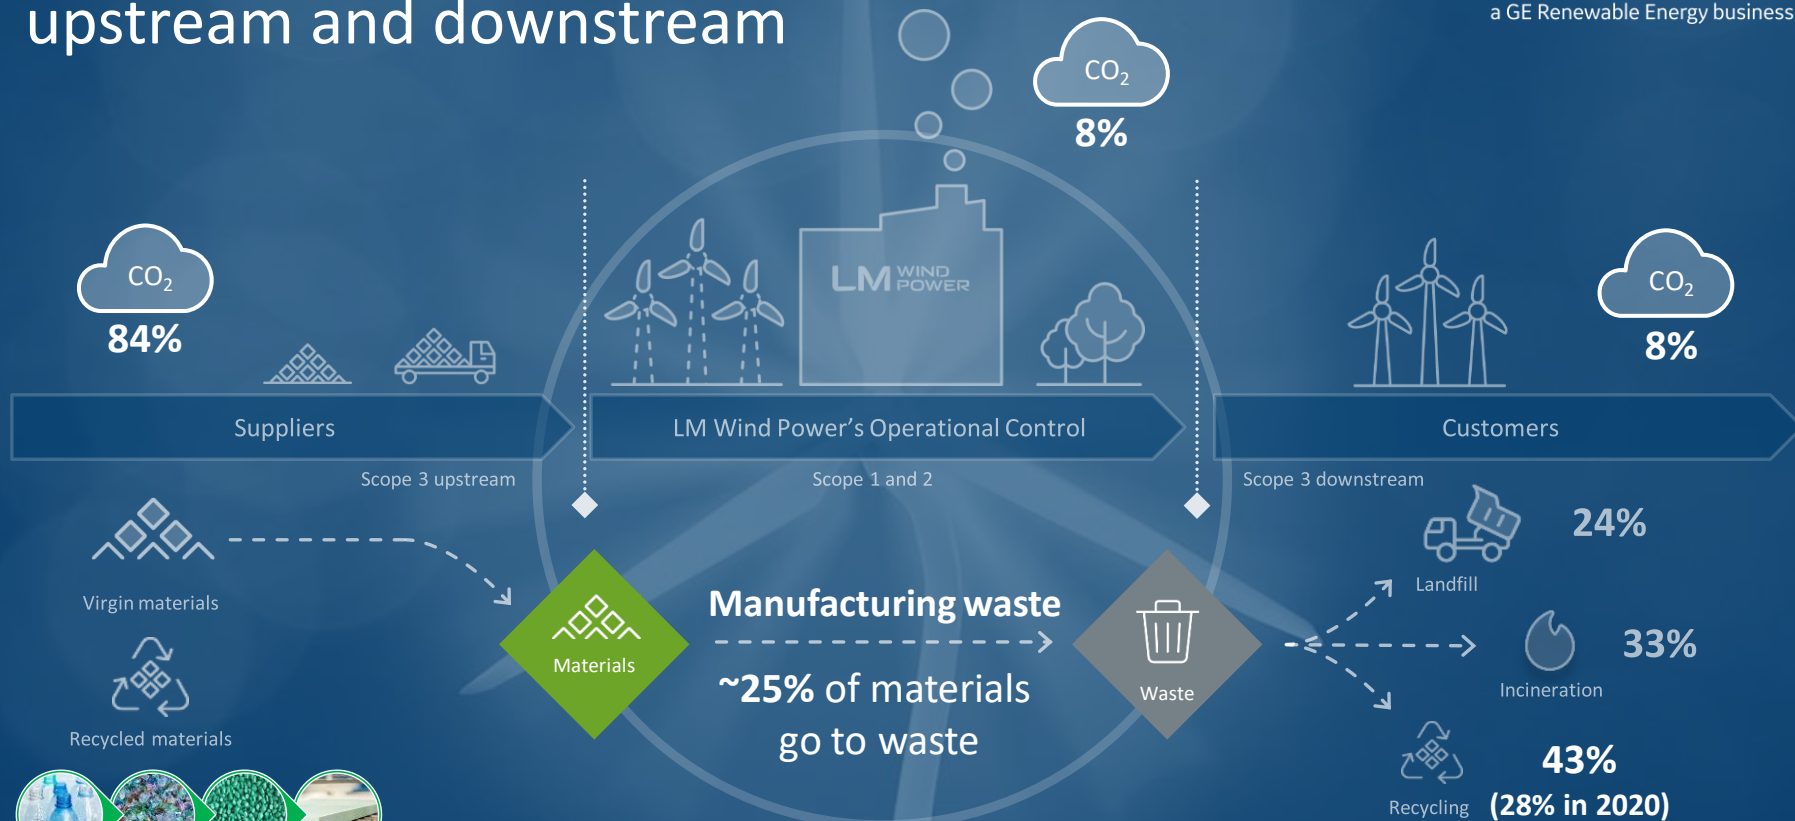 upstream and downstream
a GE Renewable Energy business
CO₂
8%
CO₂
84%
LM WIND POWER
CO₂
8%
Suppliers
LM Wind Power's Operational Control
Customers
Scope 3 upstream
Scope 1 and 2
Scope 3 downstream
Virgin materials
Recycled materials
Materials
Manufacturing waste
~25% of materials
go to waste
Waste
24%
Landfill
33%
Incineration
43%
Recycling (28% in 2020)